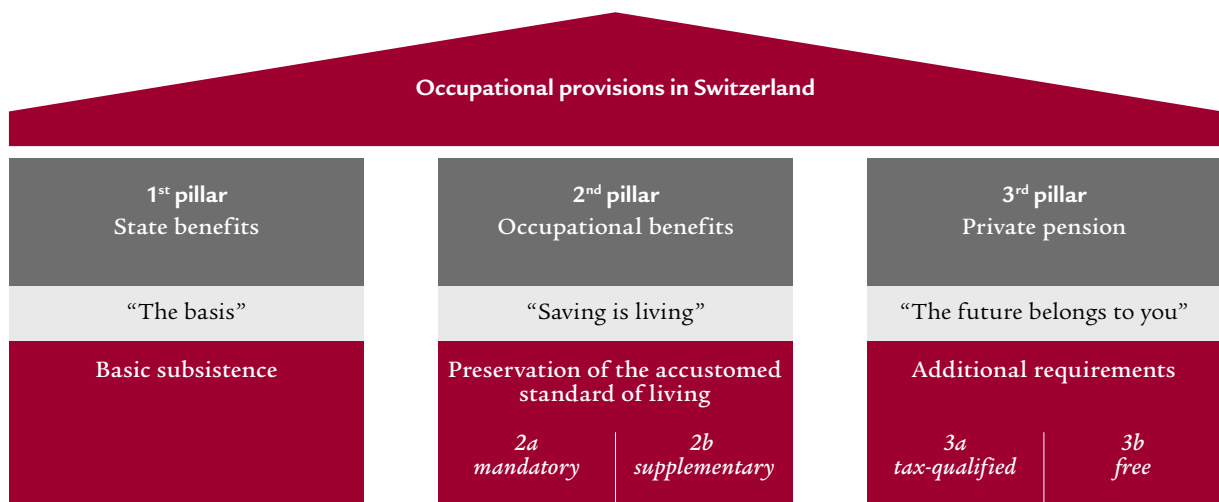 Occupational provisions in Switzerland
1st pillar
State benefits
“The basis”
Basic subsistence
2nd pillar
Occupational benefits
“Saving is living”
Preservation of the accustomed
standard of living
2a
mandatory
2b
supplementary
3rd pillar
Private pension
“The future belongs to you”
Additional requirements
3a
tax-qualified
3b
free